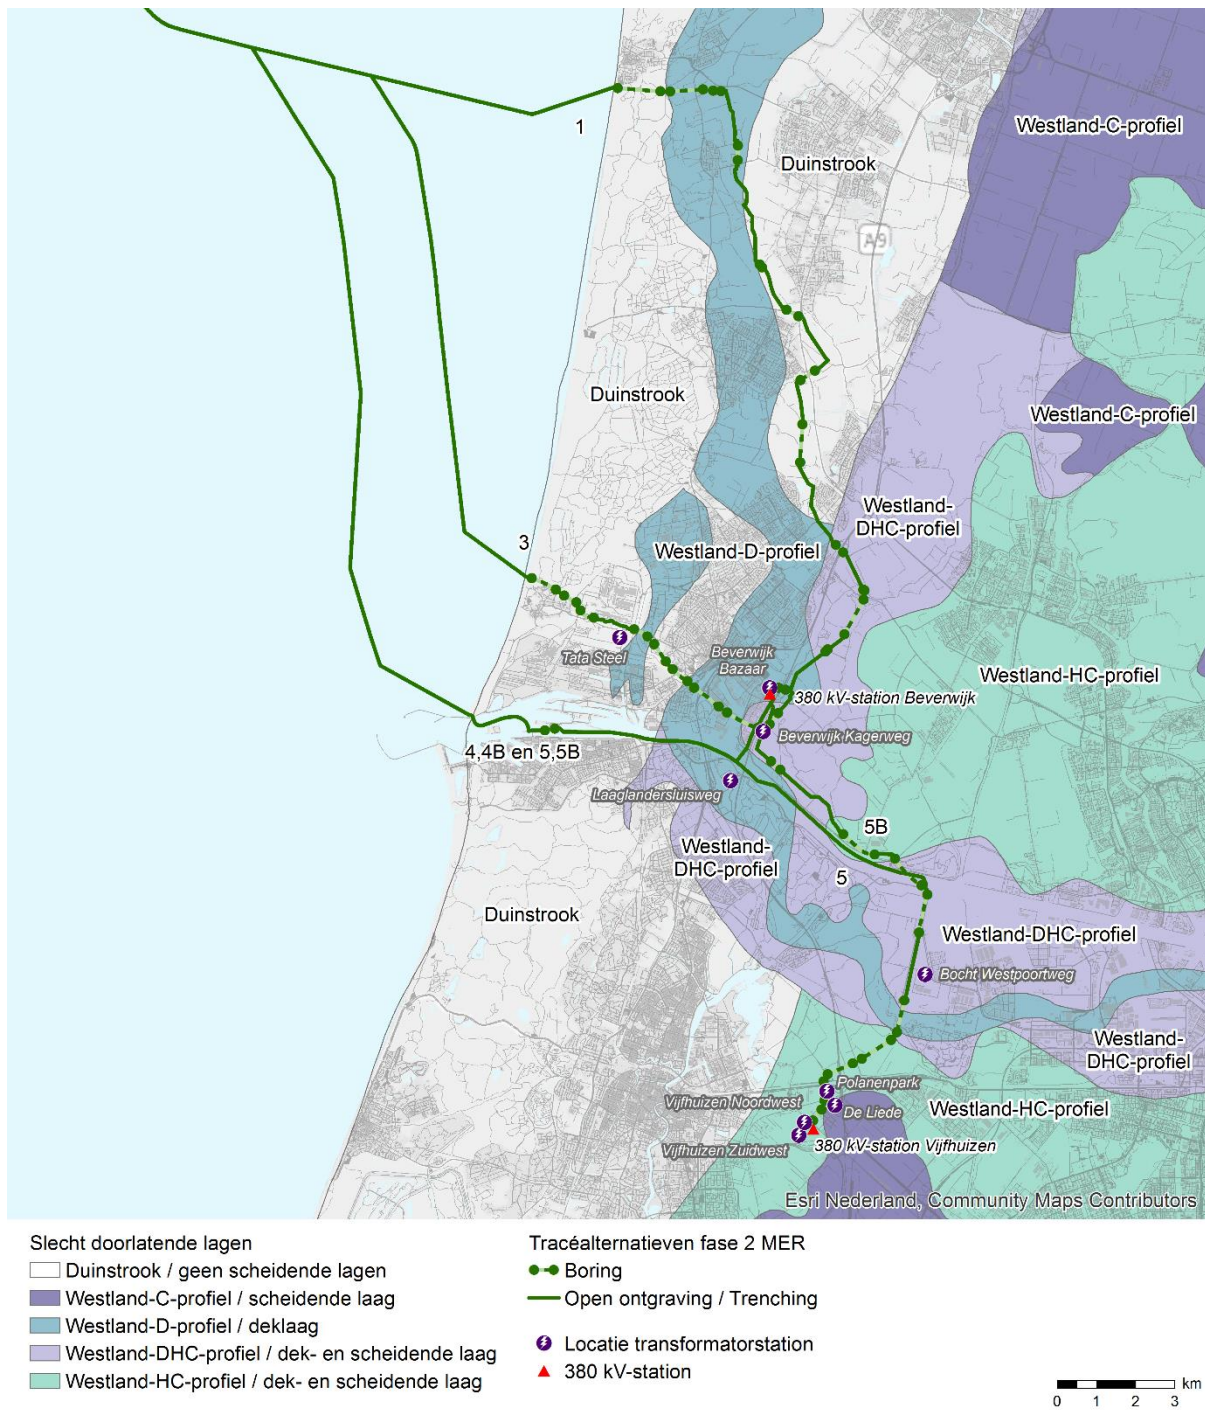 Westland-C-profiel
1
Duinstrook
A9
Duinstrook
Westland-C-profiel
Westland-
DHC-profiel
3
Westland-D-profiel
Tata Steel
Beverwijk
Bazaar
Westland-HC-profiel
380 kV-station Beverwijk
Beverwijk Kagerweg
4,4B en 5,5B
Laaglandersluisweg
5B
Westland-
DHC-profiel
5
Duinstrook
Westland-DHC-profiel
Bocht Westpoortweg
Westland-
DHC-profiel
Polanenpark
Vijfhuizen Noordwest
De Liede
Westland-HC-profiel
Vijfhuizen Zuidwest
380 kV-station Vijfhuizen
Esri Nederland, Community Maps Contributors
Slecht doorlatende lagen
Duinstrook / geen scheidende lagen
Westland-C-profiel / scheidende laag
Westland-D-profiel / deklaag
Westland-DHC-profiel / dek- en scheidende laag
Westland-HC-profiel / dek- en scheidende laag
Tracéalternatieven fase 2 MER
Boring
Open ontgraving / Trenching
Locatie transformatorstation
380 kV-station
km
0 1 2 3